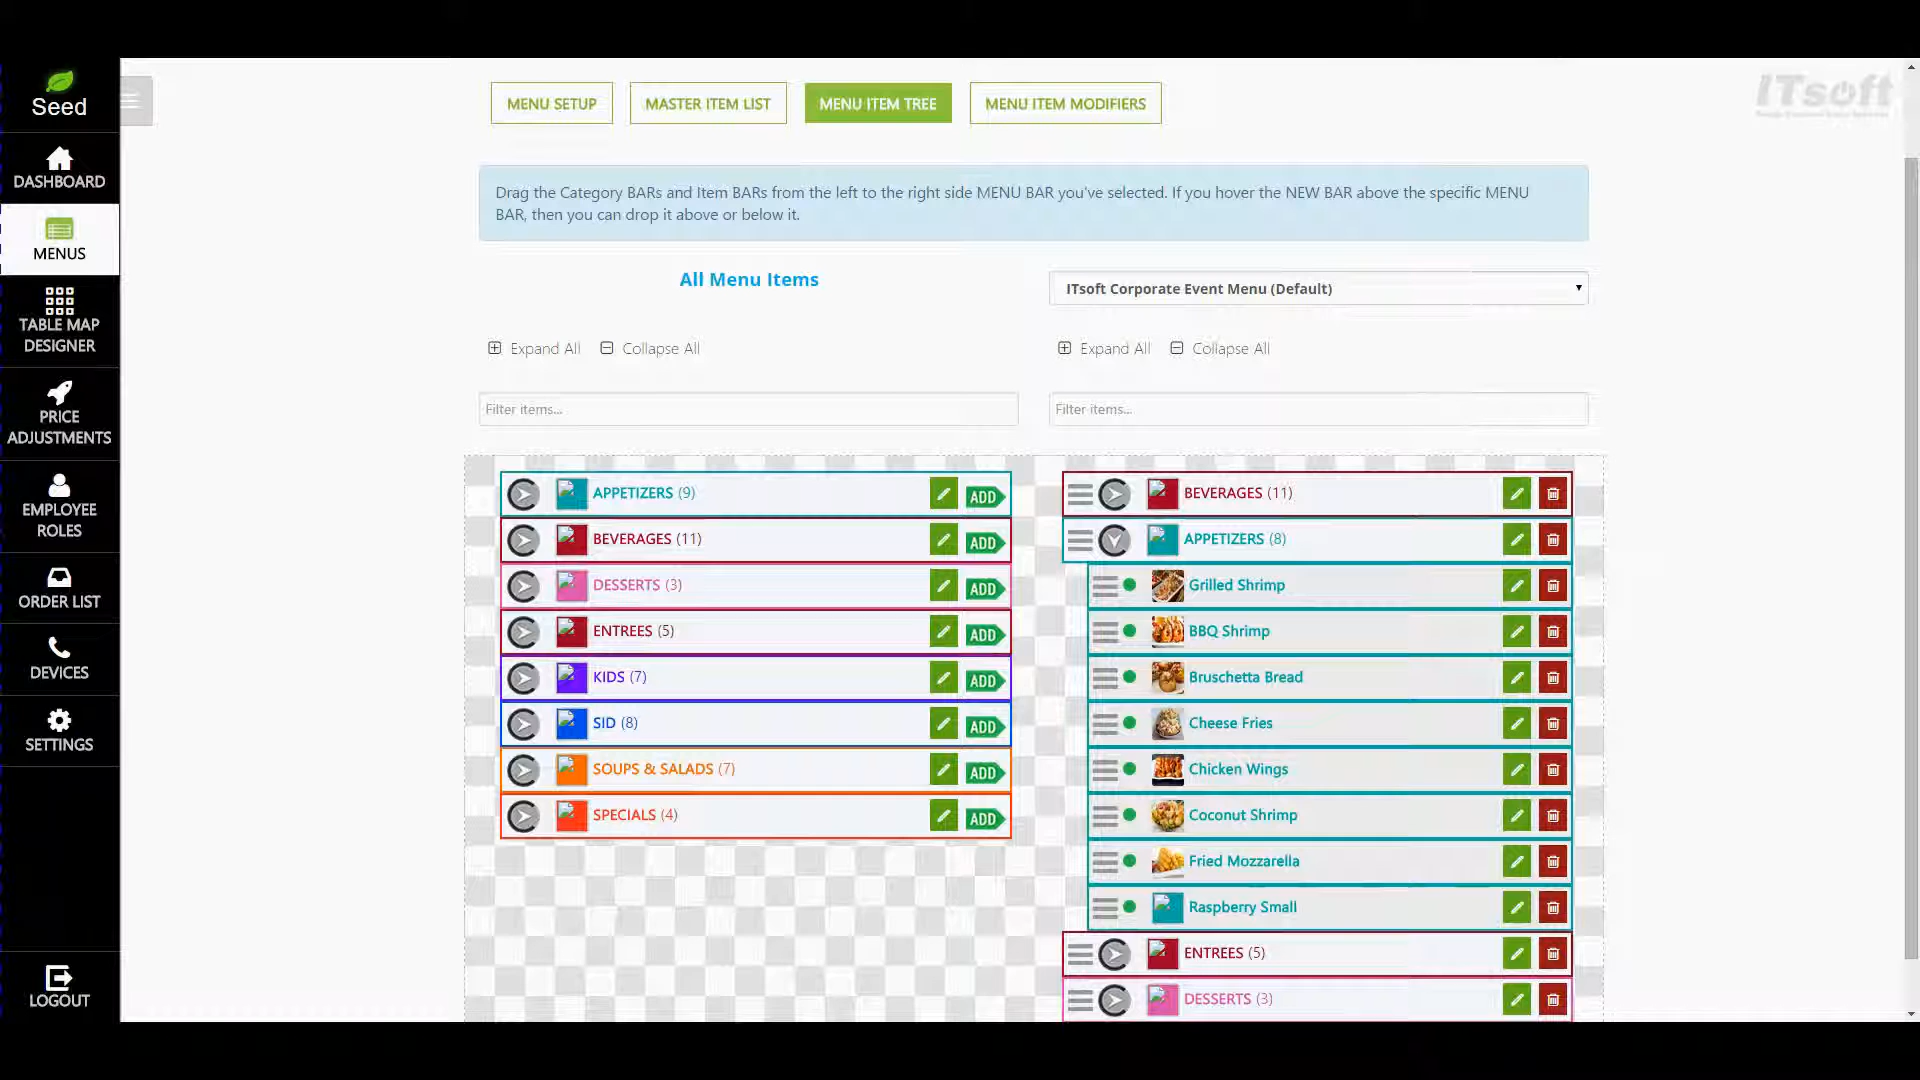 Seed
DASHBOARD
MENUS
TABLE MAP
DESIGNER
PRICE
ADJUSTMENTS
EMPLOYEE
ROLES
ORDER LIST
DEVICES
SETTINGS
LOGOUT
MENU SETUP
MASTER ITEM LIST
MENU ITEM TREE
MENU ITEM MODIFIERS
ITsoft
Drag the Category BARs and Item BARs from the left to the right side MENU BAR you've selected. If you hover the NEW BAR above the specific MENU
BAR, then you can drop it above or below it.
All Menu Items
Expand All
Collapse All
Filter items...
APPETIZERS (9)
ADD
BEVERAGES (11)
ADD
DESSERTS (3)
ADD
ENTREES (5)
ADD
KIDS (7)
ADD
SID (8)
ADD
SOUPS & SALADS (7)
ADD
SPECIALS (4)
ADD
ITsoft Corporate Event Menu (Default)
Expand All
Collapse All
Filter items...
BEVERAGES (11)
APPETIZERS (8)
Grilled Shrimp
BBQ Shrimp
Bruschetta Bread
Cheese Fries
Chicken Wings
Coconut Shrimp
Fried Mozzarella
Raspberry Small
ENTREES (5)
DESSERTS (3)